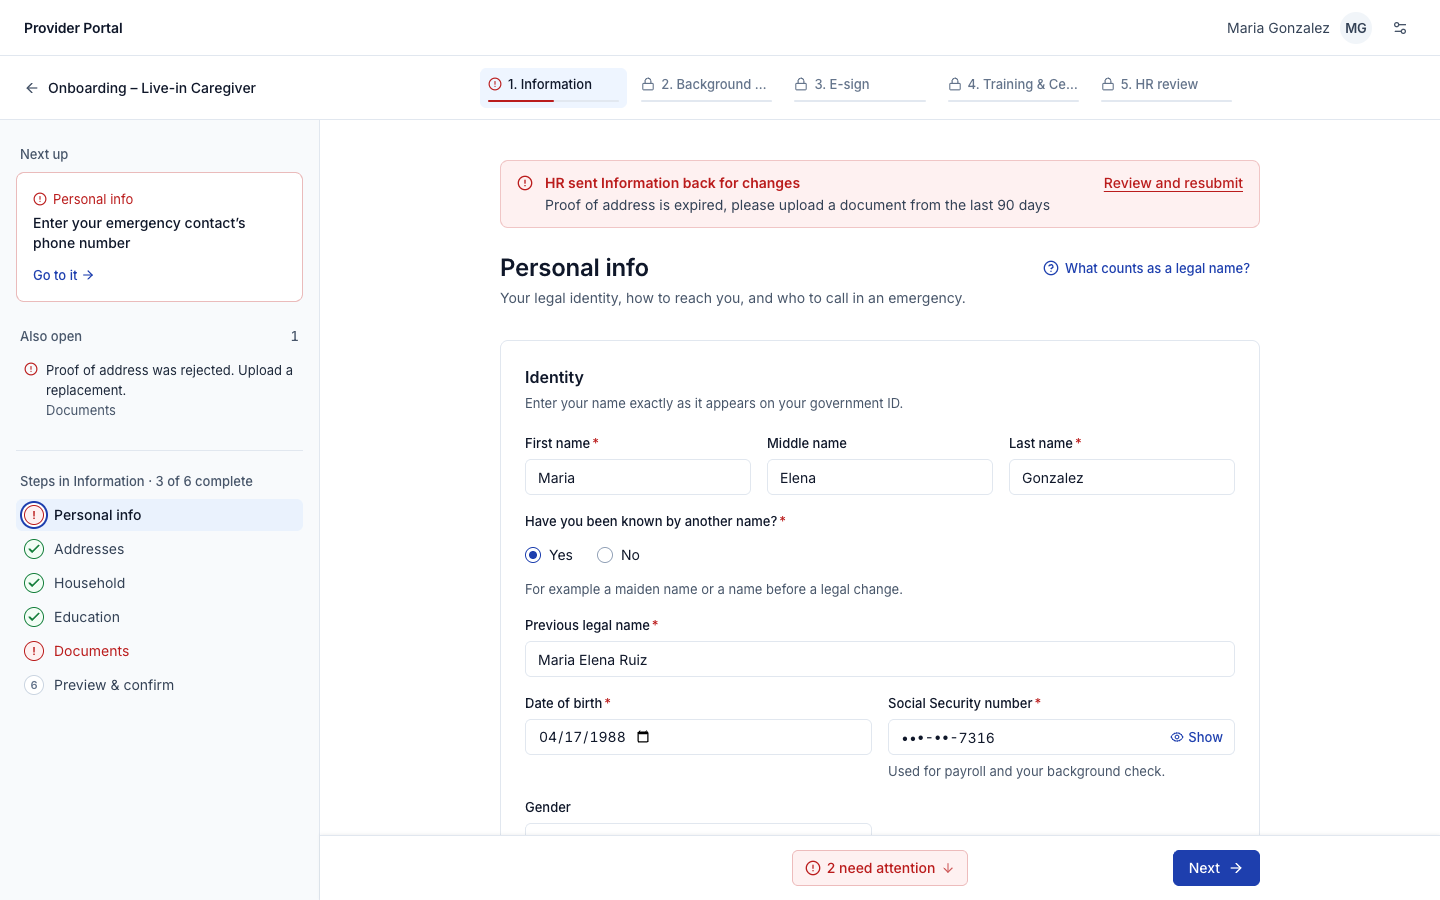 Provider Portal
Maria Gonzalez
MG
Onboarding – Live-in Caregiver
1. Information
2. Background ...
3. E-sign
4. Training & Ce...
5. HR review
Next up
Personal info
Enter your emergency contact’s
phone number
Go to it
Also open
1
Proof of address was rejected. Upload a
replacement.
Documents
Steps in Information · 3 of 6 complete
Personal info
Addresses
Household
Education
Documents
6 Preview & confirm
HR sent Information back for changes
Review and resubmit
Proof of address is expired, please upload a document from the last 90 days
Personal info
What counts as a legal name?
Your legal identity, how to reach you, and who to call in an emergency.
Identity
Enter your name exactly as it appears on your government ID.
First name*
Middle name
Last name*
Maria
Elena
Gonzalez
Have you been known by another name?*
Yes
No
For example a maiden name or a name before a legal change.
Previous legal name*
Maria Elena Ruiz
Date of birth*
Social Security number*
04/17/1988
•••-••-7316
Show
Used for payroll and your background check.
Gender
2 need attention
Next